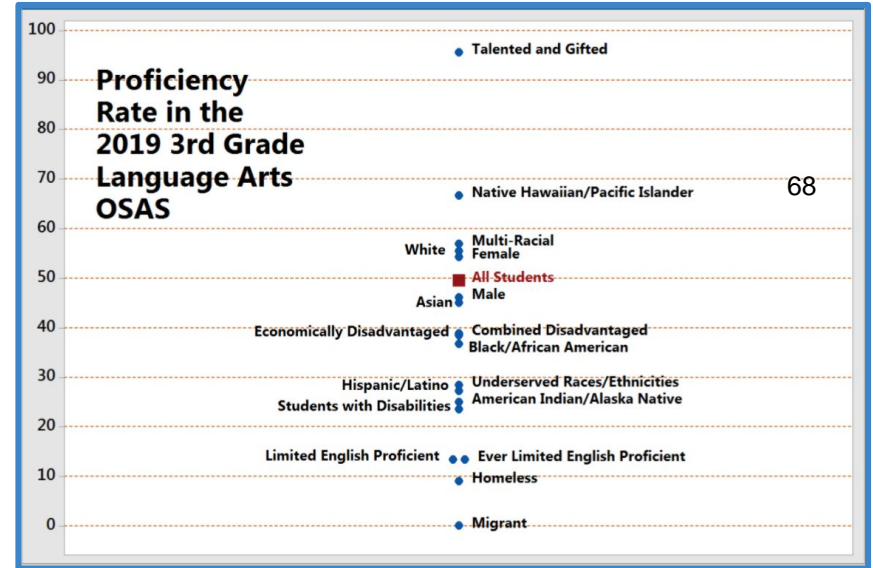 100
Talented and Gifted
90
Proficiency
Rate in the
2019 3rd Grade
Language Arts
OSAS
80
70
Native Hawaiian/Pacific Islander
68
60
Multi-Racial
White
Female
50
All Students
Male
Asian
40
Economically Disadvantaged
Combined Disadvantaged
Black/African American
30
Hispanic/Latino
Underserved Races/Ethnicities
American Indian/Alaska Native
Students with Disabilities
20
Limited English Proficient
Ever Limited English Proficient
10
Homeless
0
Migrant